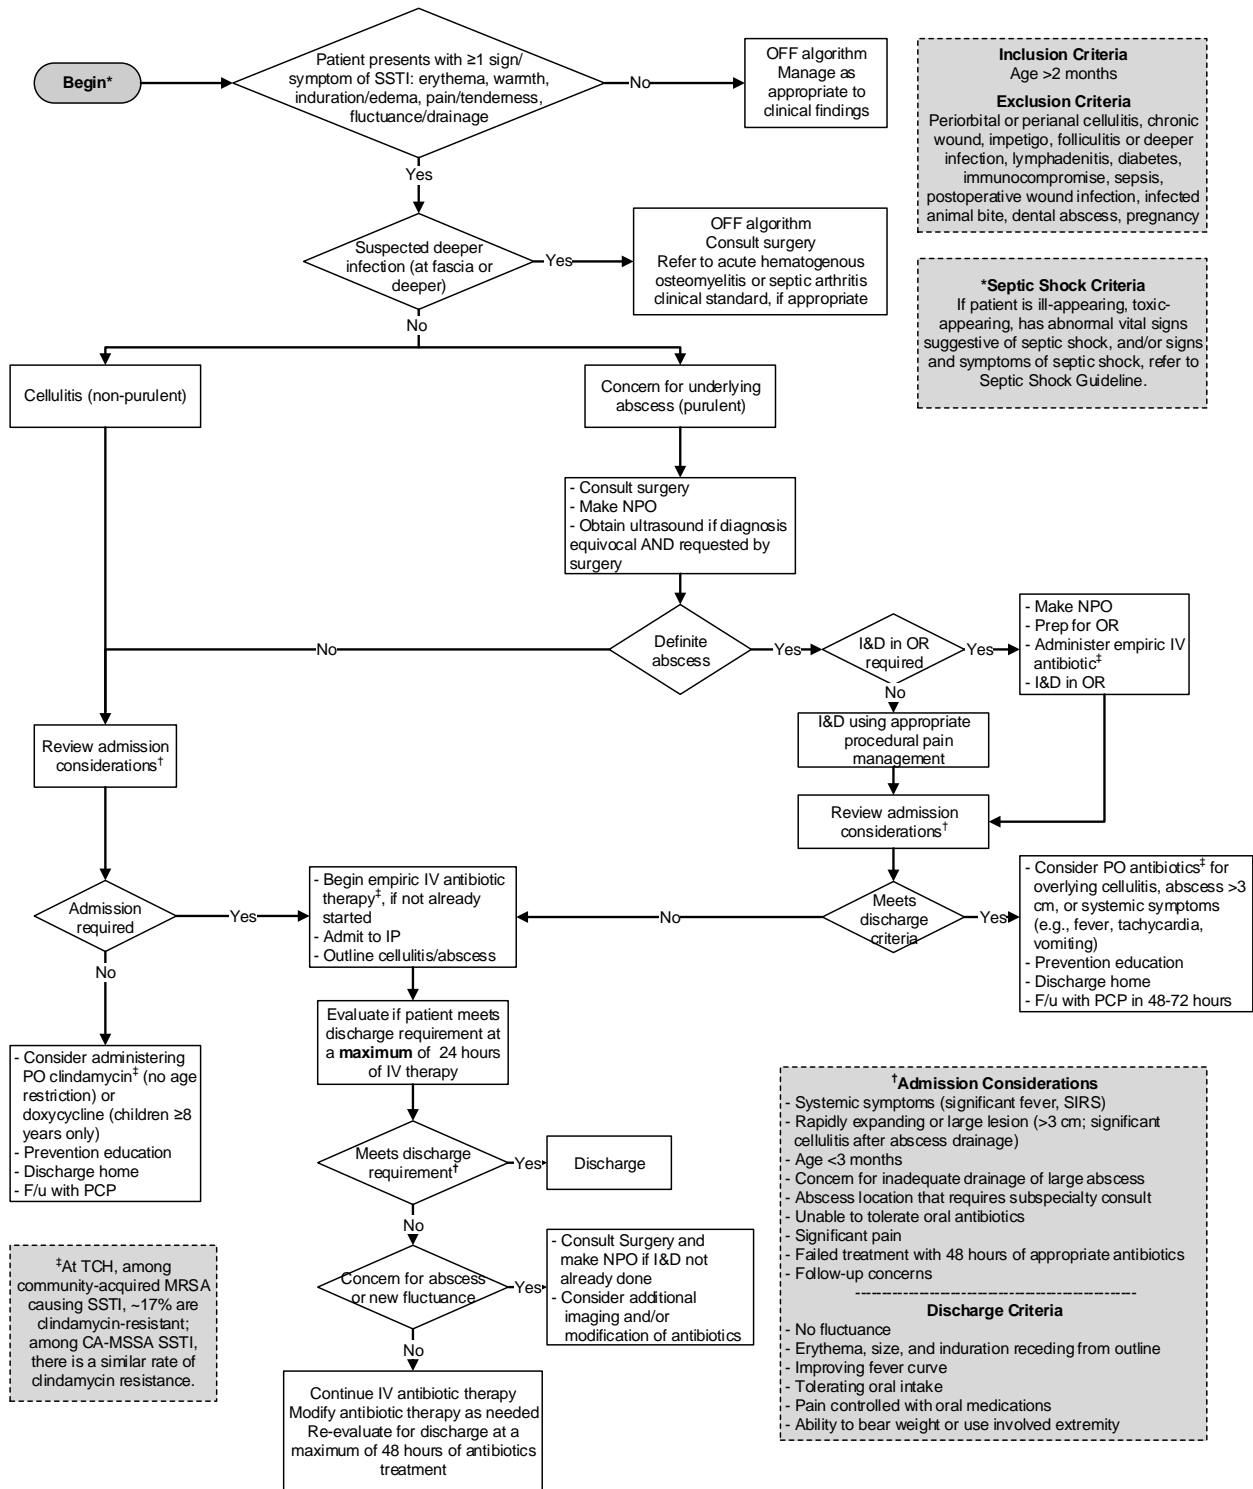 Begin*
Patient presents with ≥1 sign/
symptom of SSTI: erythema, warmth,
induration/edema, pain/tenderness,
fluctuance/drainage
No
OFF algorithm
Manage as
appropriate to
clinical findings
Inclusion Criteria
Age >2 months
Exclusion Criteria
Periorbital or perianal cellulitis, chronic
wound, impetigo, folliculitis or deeper
infection, lymphadenitis, diabetes,
immunocompromise, sepsis,
postoperative wound infection, infected
animal bite, dental abscess, pregnancy
Yes
Suspected deeper
infection (at fascia or
deeper)
Yes
OFF algorithm
Consult surgery
Refer to acute hematogenous
osteomyelitis or septic arthritis
clinical standard, if appropriate
*Septic Shock Criteria
If patient is ill-appearing, toxic-
appearing, has abnormal vital signs
suggestive of septic shock, and/or signs
and symptoms of septic shock, refer to
Septic Shock Guideline.
No
Cellulitis (non-purulent)
Concern for underlying
abscess (purulent)
- Consult surgery
- Make NPO
- Obtain ultrasound if diagnosis
equivocal AND requested by
surgery
Definite
abscess
No
Yes
I&D in OR
required
Yes
- Make NPO
- Prep for OR
- Administer empiric IV
antibiotic‡
- I&D in OR
No
I&D using appropriate
procedural pain
management
Review admission
considerations†
Review admission
considerations†
Admission
required
Yes
- Begin empiric IV antibiotic
therapy‡, if not already
started
- Admit to IP
- Outline cellulitis/abscess
No
Meets
discharge
criteria
Yes
- Consider PO antibiotics‡ for
overlying cellulitis, abscess >3
cm, or systemic symptoms
(e.g., fever, tachycardia,
vomiting)
- Prevention education
- Discharge home
- F/u with PCP in 48-72 hours
No
- Consider administering
PO clindamycin‡ (no age
restriction) or
doxycycline (children ≥8
years only)
- Prevention education
- Discharge home
- F/u with PCP
Evaluate if patient meets
discharge requirement at
a maximum of 24 hours
of IV therapy
Meets discharge
requirement†
Yes
Discharge
No
Concern for abscess
or new fluctuance
Yes
- Consult Surgery and
make NPO if I&D not
already done
- Consider additional
imaging and/or
modification of antibiotics
No
Continue IV antibiotic therapy
Modify antibiotic therapy as needed
Re-evaluate for discharge at a
maximum of 48 hours of antibiotics
treatment
‡At TCH, among
community-acquired MRSA
causing SSTI, ~17% are
clindamycin-resistant;
among CA-MSSA SSTI,
there is a similar rate of
clindamycin resistance.
†Admission Considerations
- Systemic symptoms (significant fever, SIRS)
- Rapidly expanding or large lesion (>3 cm; significant
cellulitis after abscess drainage)
- Age <3 months
- Concern for inadequate drainage of large abscess
- Abscess location that requires subspecialty consult
- Unable to tolerate oral antibiotics
- Significant pain
- Failed treatment with 48 hours of appropriate antibiotics
- Follow-up concerns
Discharge Criteria
- No fluctuance
- Erythema, size, and induration receding from outline
- Improving fever curve
- Tolerating oral intake
- Pain controlled with oral medications
- Ability to bear weight or use involved extremity